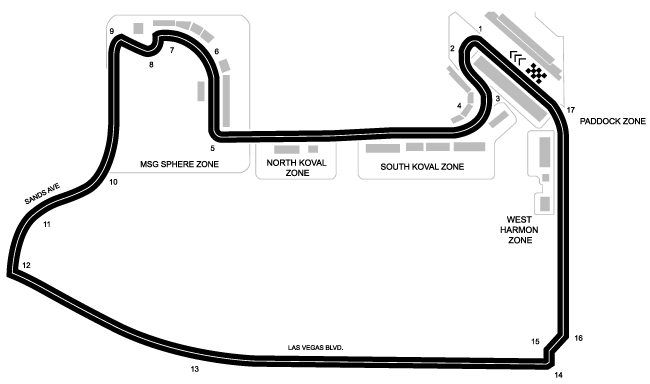 1
9
2
7
6
8
3
4
17
PADDOCK ZONE
5
MSG SPHERE ZONE
NORTH KOVAL
ZONE
SOUTH KOVAL ZONE
10
SANDS AVE
11
WEST
HARMON
ZONE
12
15
16
LAS VEGAS BLVD.
13
14